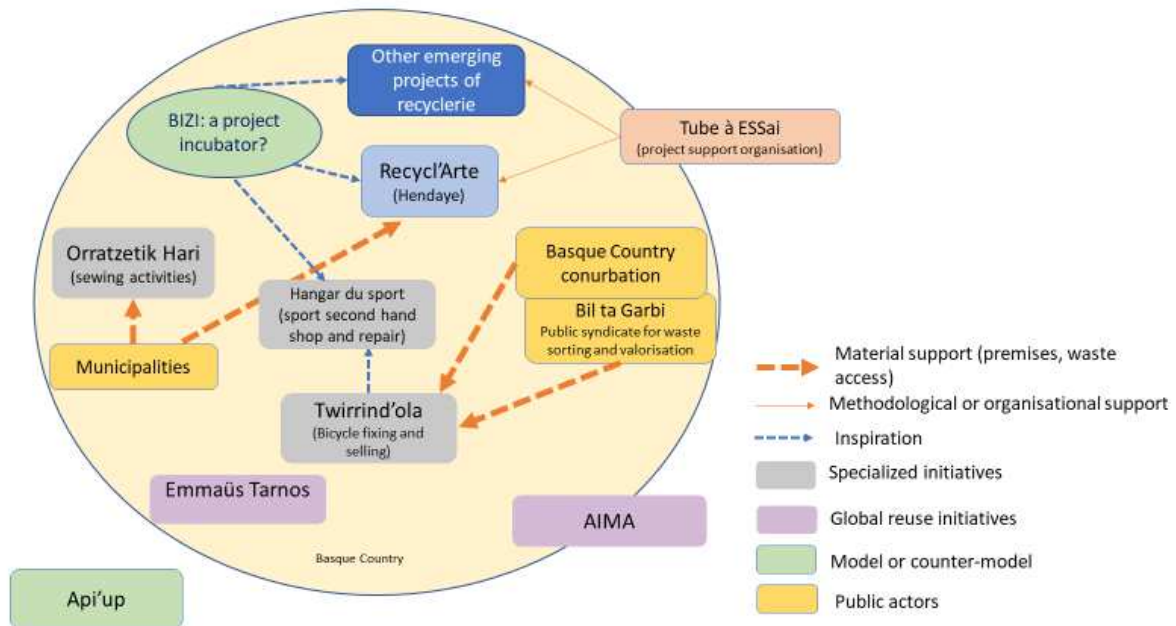 Other emerging
projects of
recyclerie
BIZI: a project
incubator?
Tube à ESSai
(project support organisation)
Recycl'Arte
(Hendaye)
Orratzetik Hari
(sewing activities)
Basque Country
conurbation
Hangar du sport
(sport second hand
shop and repair)
Bil ta Garbi
Public syndicate for waste
sorting and valorisation
Municipalities
Twirrind'ola
(Bicycle fixing and
selling)
Emmaüs Tarnos
AIMA
Basque Country
Api'up
Material support (premises, waste
access)
Methodological or organisational support
Inspiration
Specialized initiatives
Global reuse initiatives
Model or counter-model
Public actors